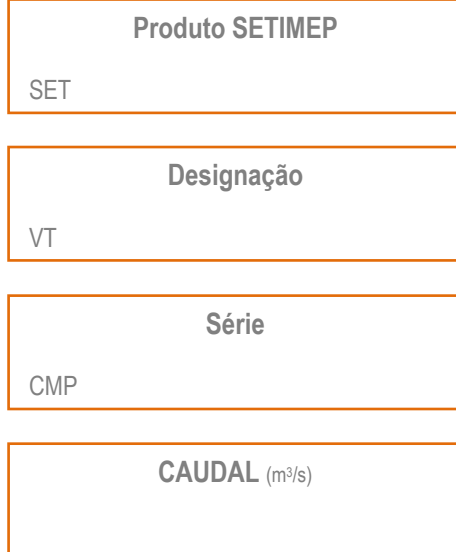 Produto SETIMEP
SET
Designação
VT
Série
CMP
CAUDAL (m³/s)